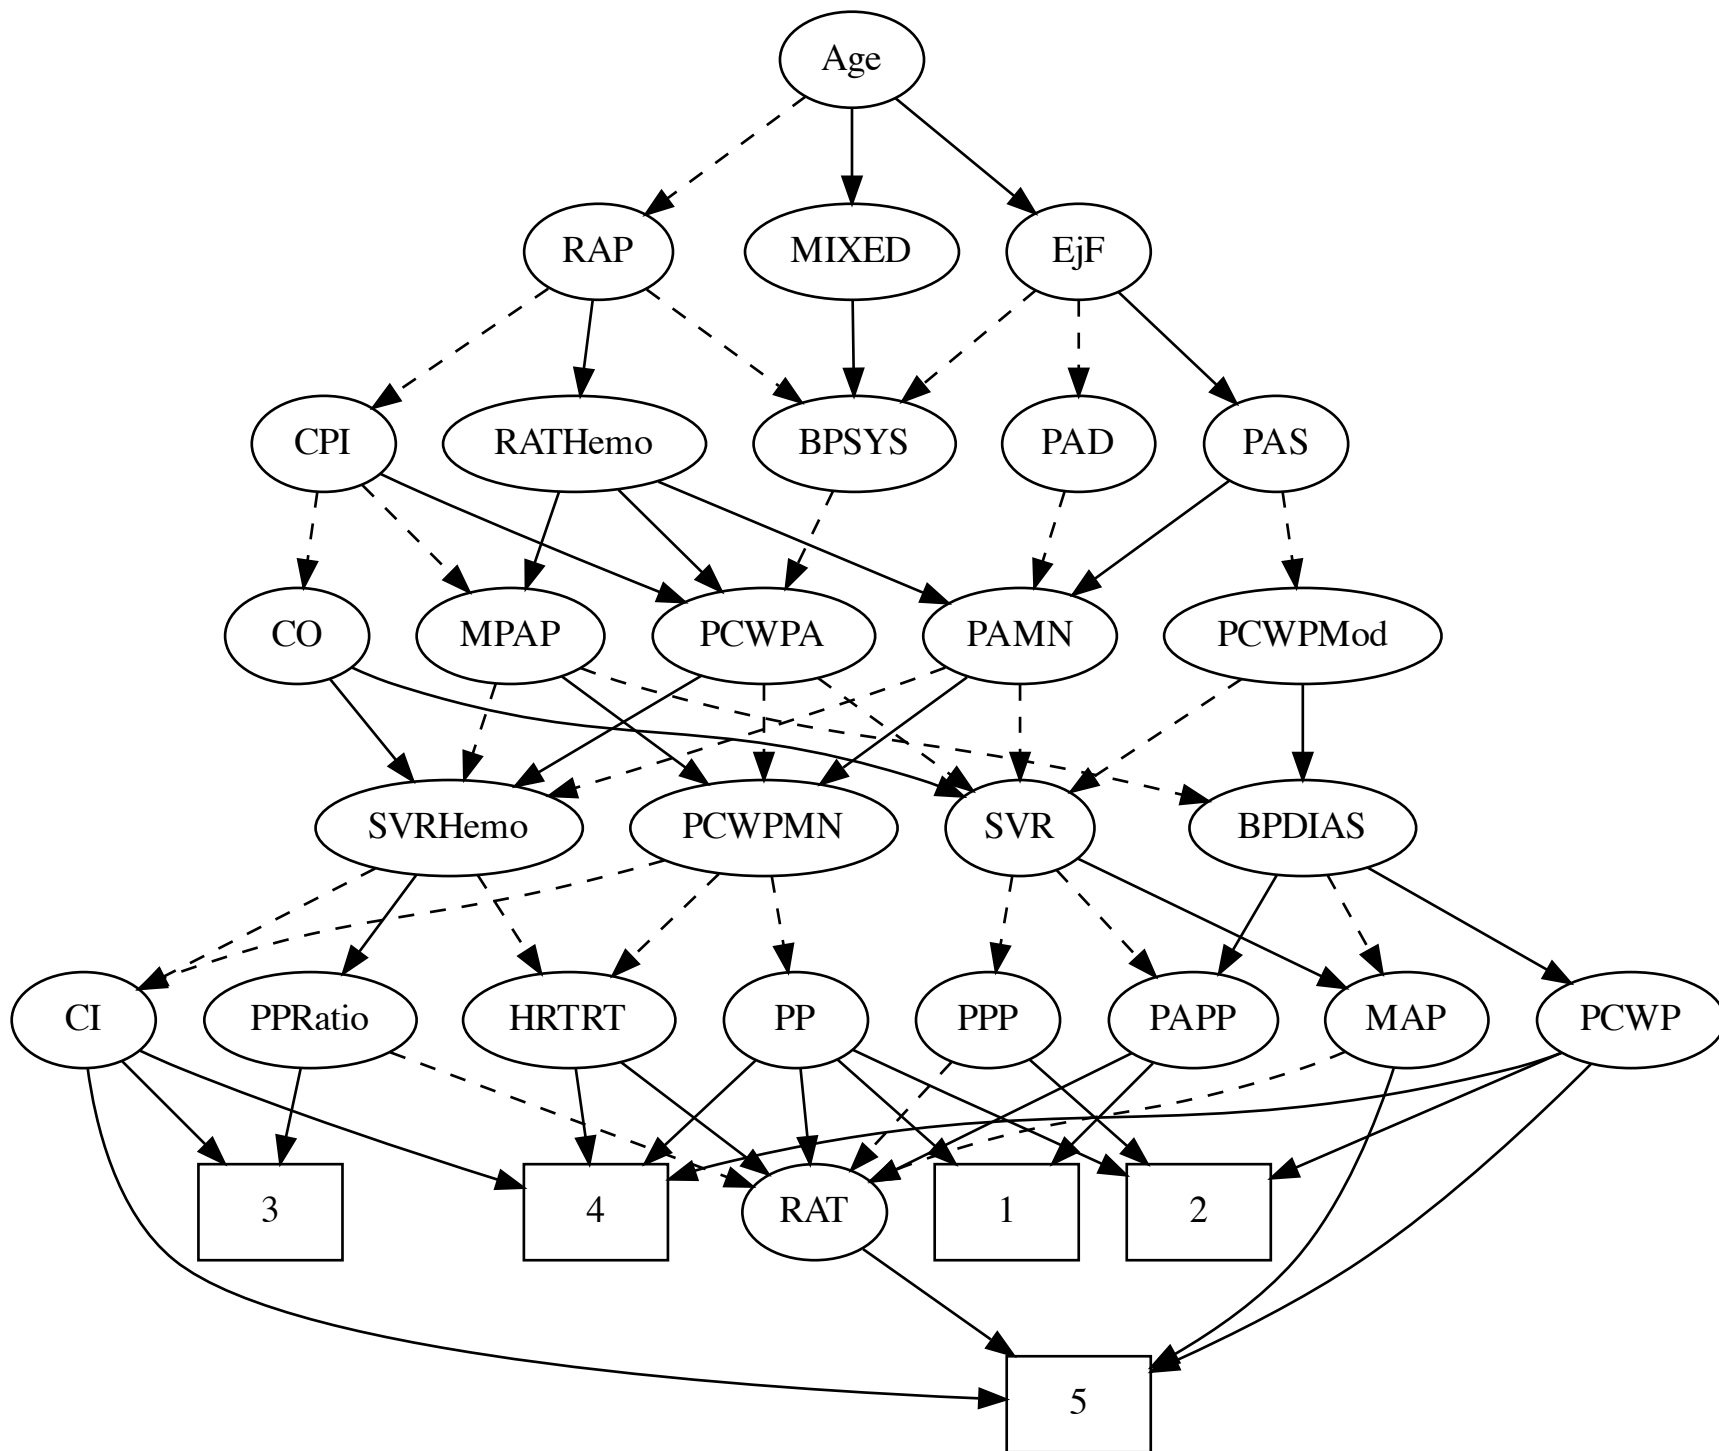 Age
RAP
MIXED
EjF
CPI
RATHemo
BPSYS
PAD
PAS
CO
MPAP
PCWPA
PAMN
PCWPMod
SVRHemo
PCWPMN
SVR
BPDIAS
CI
PPRatio
HRTRT
PP
PPP
PAPP
MAP
PCWP
3
4
RAT
1
2
5